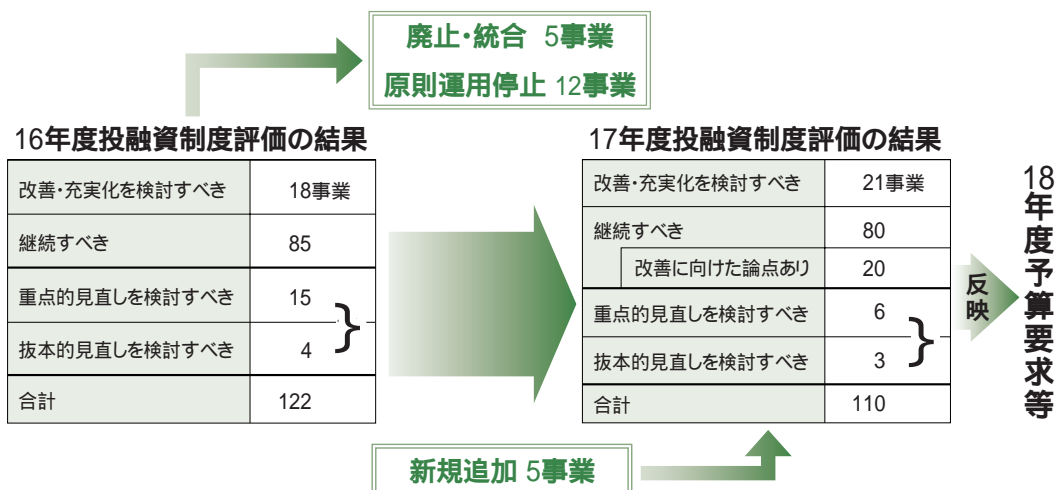 廃止・統合 5事業
原則運用停止 12事業
16年度投融資制度評価の結果
改善・充実化を検討すべき 18事業
継続すべき 85
重点的見直しを検討すべき 15
抜本的見直しを検討すべき 4
}
合計 122
17年度投融資制度評価の結果
改善・充実化を検討すべき 21事業
継続すべき 80
改善に向けた論点あり 20
重点的見直しを検討すべき 6
抜本的見直しを検討すべき 3
}
合計 110
反映
18年度予算要求等
新規追加 5事業